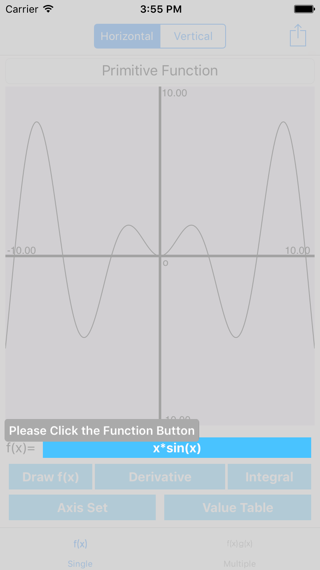 Carrier 3:55 PM
Horizontal Vertical
Primitive Function
10.00
-10.00 10.00
0
-10.00
Please Click the Function Button
f(x)= x*sin(x)
Draw f(x) Derivative Integral
Axis Set Value Table
f(x) f(x)g(x)
Single Multiple